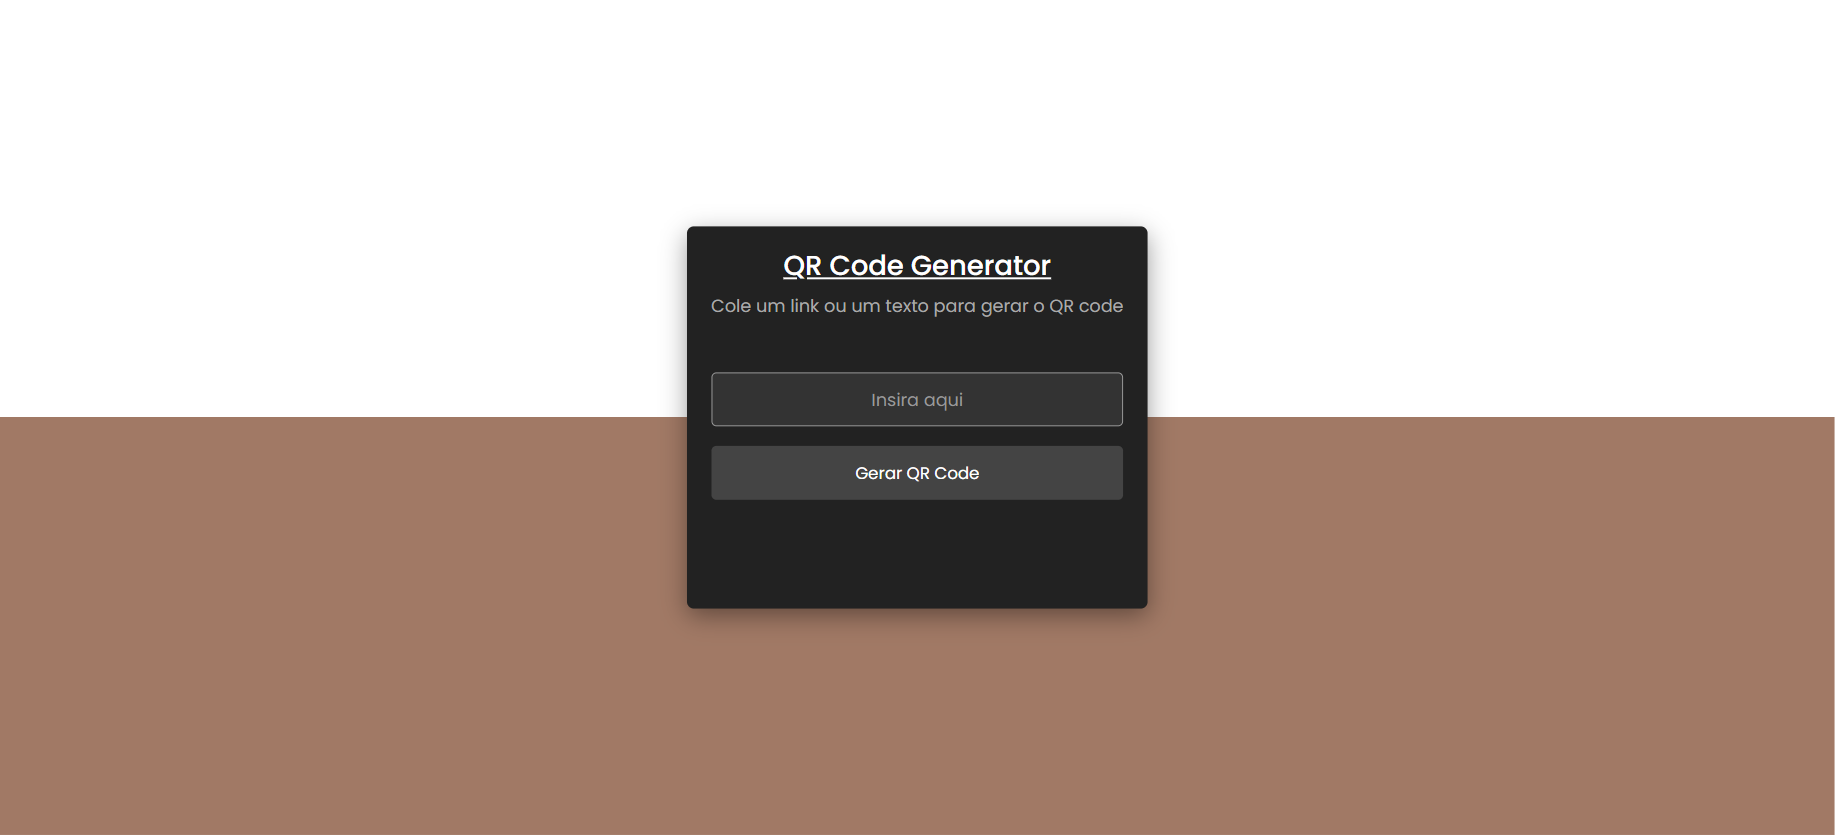 QR Code Generator
Cole um link ou um texto para gerar o QR code
Insira aqui
Gerar QR Code